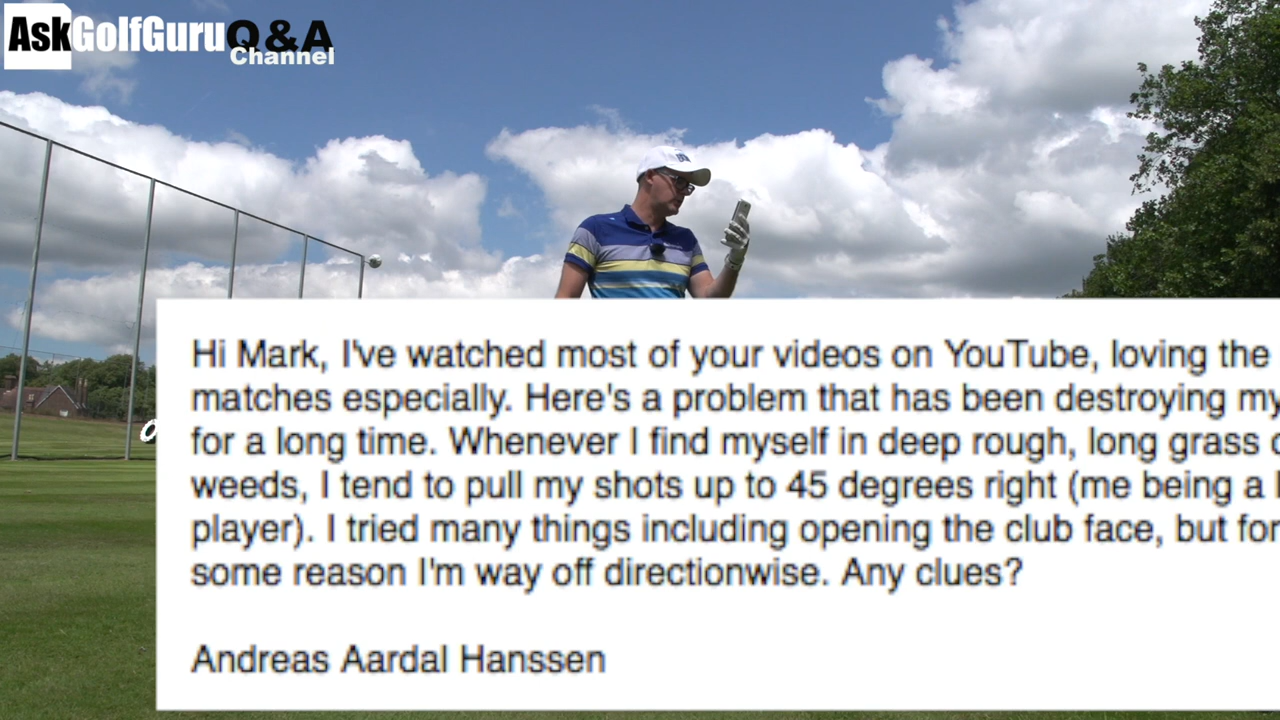 AskGolfGuruQ&A
Channel
Hi Mark, I've watched most of your videos on YouTube, loving the
matches especially. Here's a problem that has been destroying my
for a long time. Whenever I find myself in deep rough, long grass
weeds, I tend to pull my shots up to 45 degrees right (me being a
player). I tried many things including opening the club face, but for
some reason I'm way off directionwise. Any clues?
Andreas Aardal Hanssen